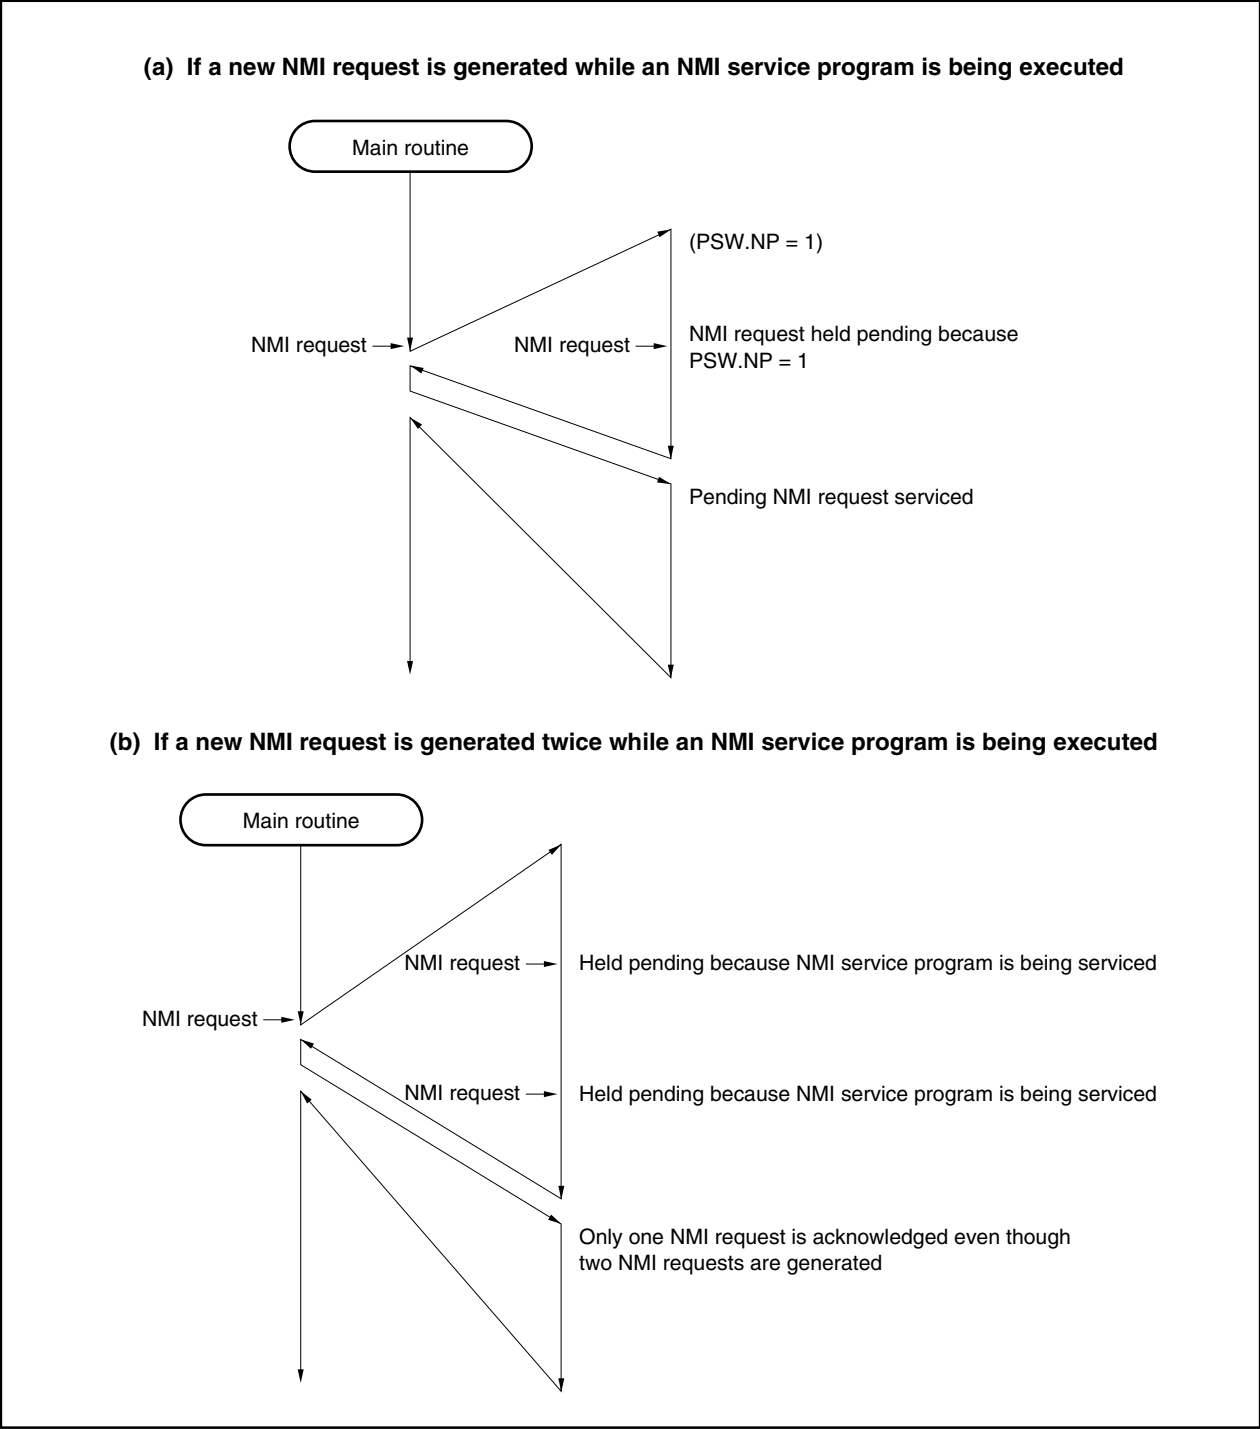 (a) If a new NMI request is generated while an NMI service program is being executed
Main routine
(PSW.NP = 1)
NMI request
NMI request
NMI request held pending because
PSW.NP = 1
Pending NMI request serviced
(b) If a new NMI request is generated twice while an NMI service program is being executed
Main routine
NMI request
Held pending because NMI service program is being serviced
NMI request
NMI request
Held pending because NMI service program is being serviced
Only one NMI request is acknowledged even though
two NMI requests are generated